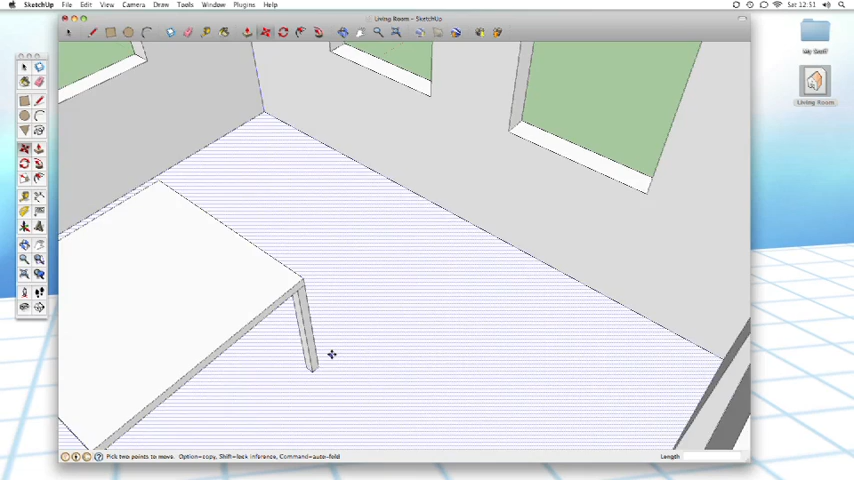 SketchUp File Edit View Camera Draw Tools Window Plugins Help Sat 12:51
Living Room - SketchUp
My Stuff
Living Room
Pick two points to move. Option=copy, Shift=lock inference, Command=auto-fold Length